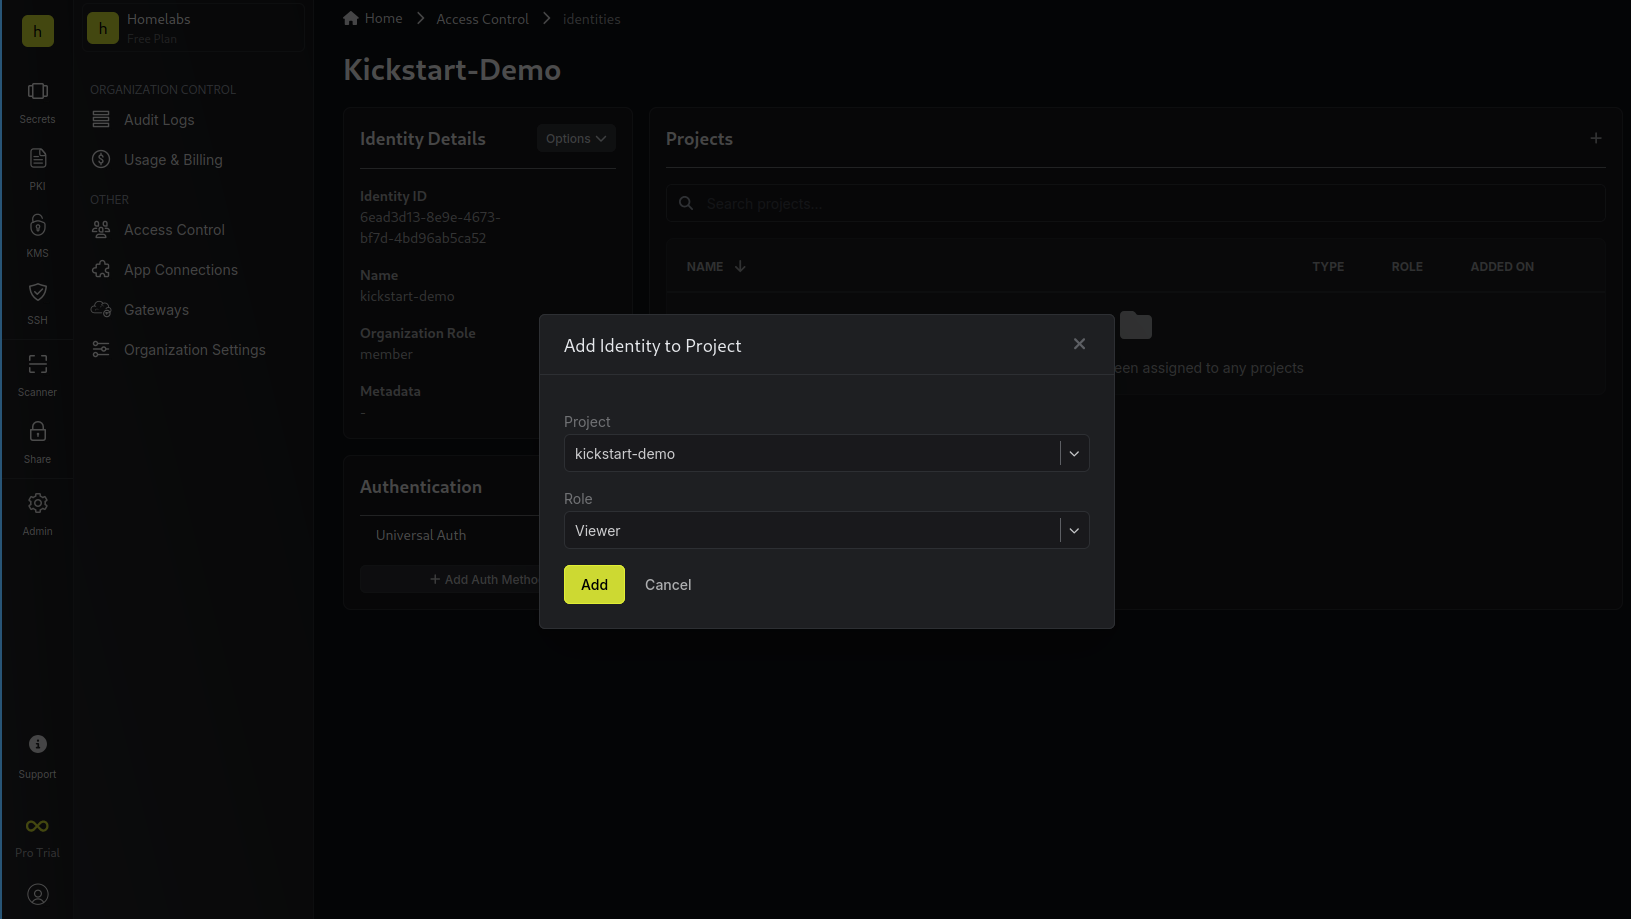 h
Secrets
PKI
KMS
SSH
Scanner
Share
Admin
Support
Pro Trial
h
Homelabs
Free Plan
ORGANIZATION CONTROL
Audit Logs
Usage & Billing
OTHER
Access Control
App Connections
Gateways
Organization Settings
Home
Access Control
identities
Kickstart-Demo
Identity Details
Options
Identity ID
6ead3d13-8e9e-4673-
bf7d-4bd96ab5ca52
Name
kickstart-demo
Organization Role
member
Metadata
-
Authentication
Universal Auth
+ Add Auth Metho
Projects
+
Search projects...
NAME
TYPE
ROLE
ADDED ON
een assigned to any projects
Add Identity to Project
Project
kickstart-demo
Role
Viewer
Add
Cancel